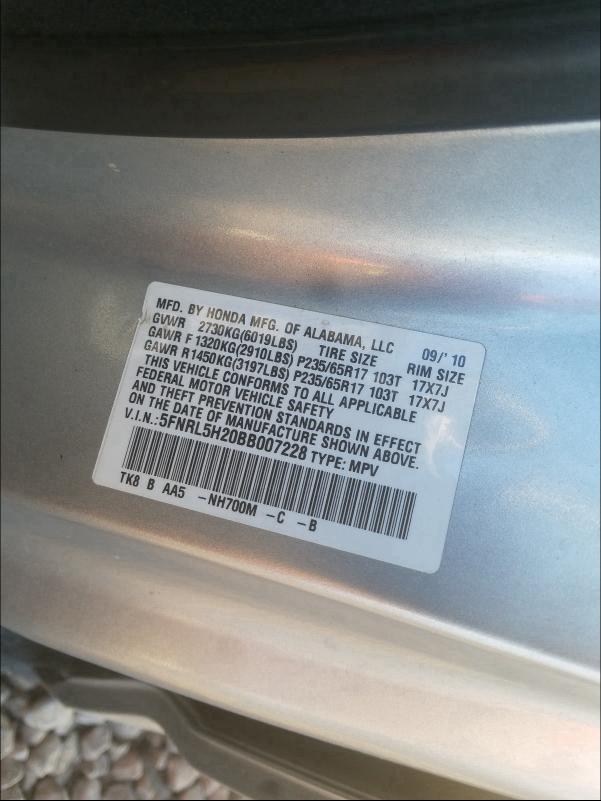 MFD. BY HONDA MFG. OF ALABAMA, LLC 09/' 10
GVWR 2730KG(6019LBS) TIRE SIZE RIM SIZE
GAWR F 1320KG(2910LBS) P235/65R17 103T 17X7J
GAWR R1450KG(3197LBS) P235/65R17 103T 17X7J
THIS VEHICLE CONFORMS TO ALL APPLICABLE
FEDERAL MOTOR VEHICLE SAFETY
AND THEFT PREVENTION STANDARDS IN EFFECT
ON THE DATE OF MANUFACTURE SHOWN ABOVE.
V.I.N.:5FNRL5H20BB007228 TYPE: MPV
TK8 B AA5 -NH700M -C -B